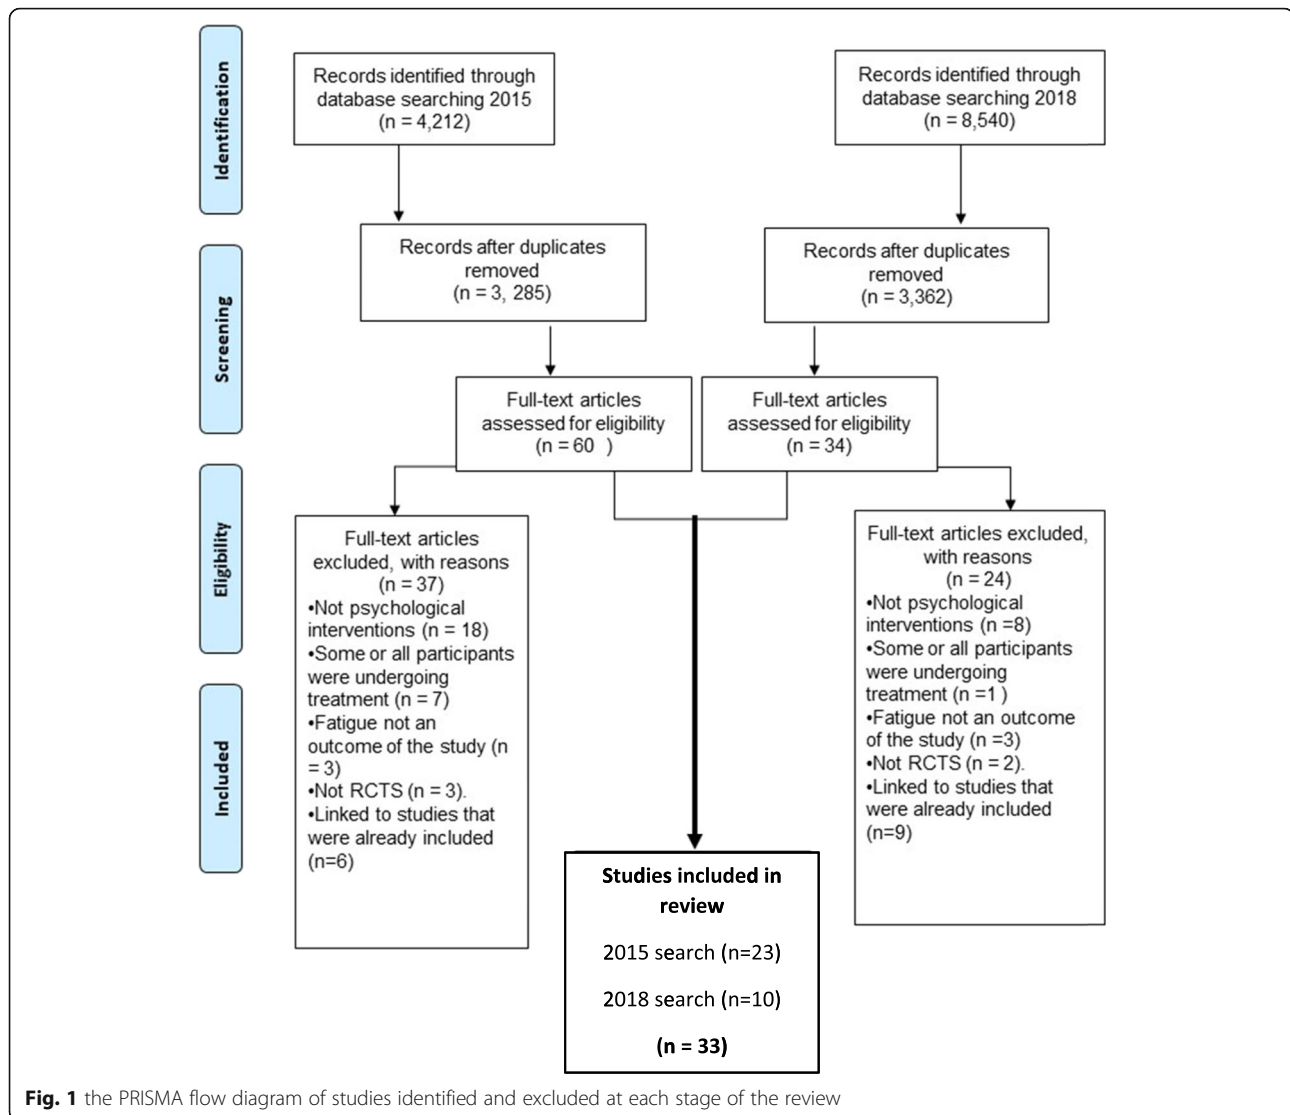 Identification
Records identified through
database searching 2015
(n = 4,212)
Records identified through
database searching 2018
(n = 8,540)
Screening
Records after duplicates
removed
(n = 3, 285)
Records after duplicates
removed
(n = 3,362)
Full-text articles
assessed for eligibility
(n = 60   )
Full-text articles
assessed for eligibility
(n = 34)
Eligibility
Full-text articles
excluded, with reasons
(n = 37)
•Not psychological
interventions (n = 18)
•Some or all participants
were undergoing
treatment (n = 7)
•Fatigue not an
outcome of the study (n
= 3)
•Not RCTS (n = 3).
•Linked to studies that
were already included
(n=6)
Full-text articles excluded,
with reasons
(n = 24)
•Not psychological
interventions (n =8)
•Some or all participants
were undergoing
treatment (n =1 )
•Fatigue not an outcome
of the study (n =3)
•Not RCTS (n = 2).
•Linked to studies that
were already included
(n=9)
Included
Studies included in
review
2015 search (n=23)
2018 search (n=10)
(n = 33)
Fig. 1 the PRISMA flow diagram of studies identified and excluded at each stage of the review